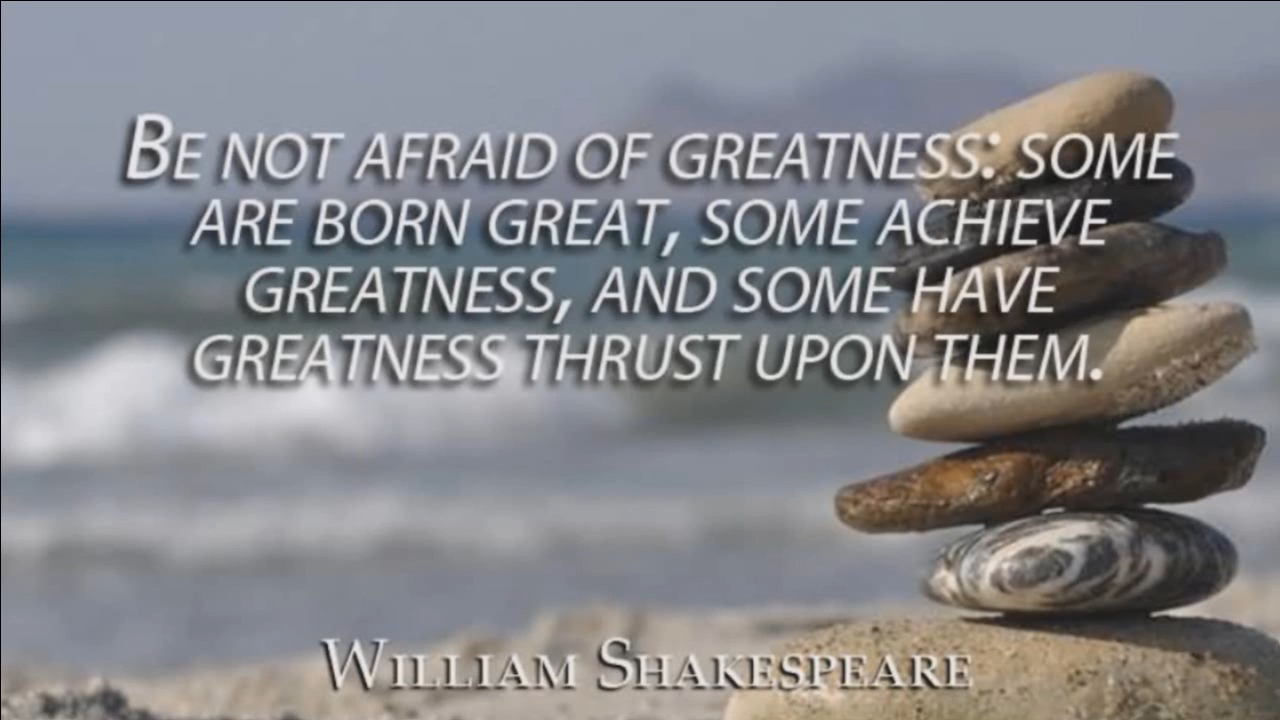 BE NOT AFRAID OF GREATNESS: SOME
ARE BORN GREAT, SOME ACHIEVE
GREATNESS, AND SOME HAVE
GREATNESS THRUST UPON THEM.
WILLIAM SHAKESPEARE